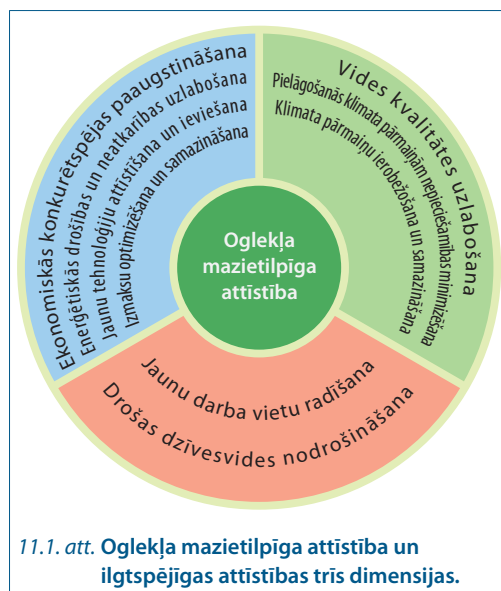 Ekonomiskās konkurētspējas paaugstināšana
Enerģētiskās drošības un neatkarības uzlabošana
Jaunu tehnoloģiju attīstīšana un ieviešana
Izmaksu optimizēšana un samazināšana
Vides kvalitātes uzlabošana
Pielāgošanās klimata pārmaiņām nepieciešamības minimizēšana
Klimata pārmaiņu ierobežošana un samazināšana
Oglekļa
mazietilpīga
attīstība
Jaunu darba vietu radīšana
Drošas dzīvesvides nodrošināšana
11.1. att. Oglekļa mazietilpīga attīstība un
ilgtspējīgas attīstības trīs dimensijas.